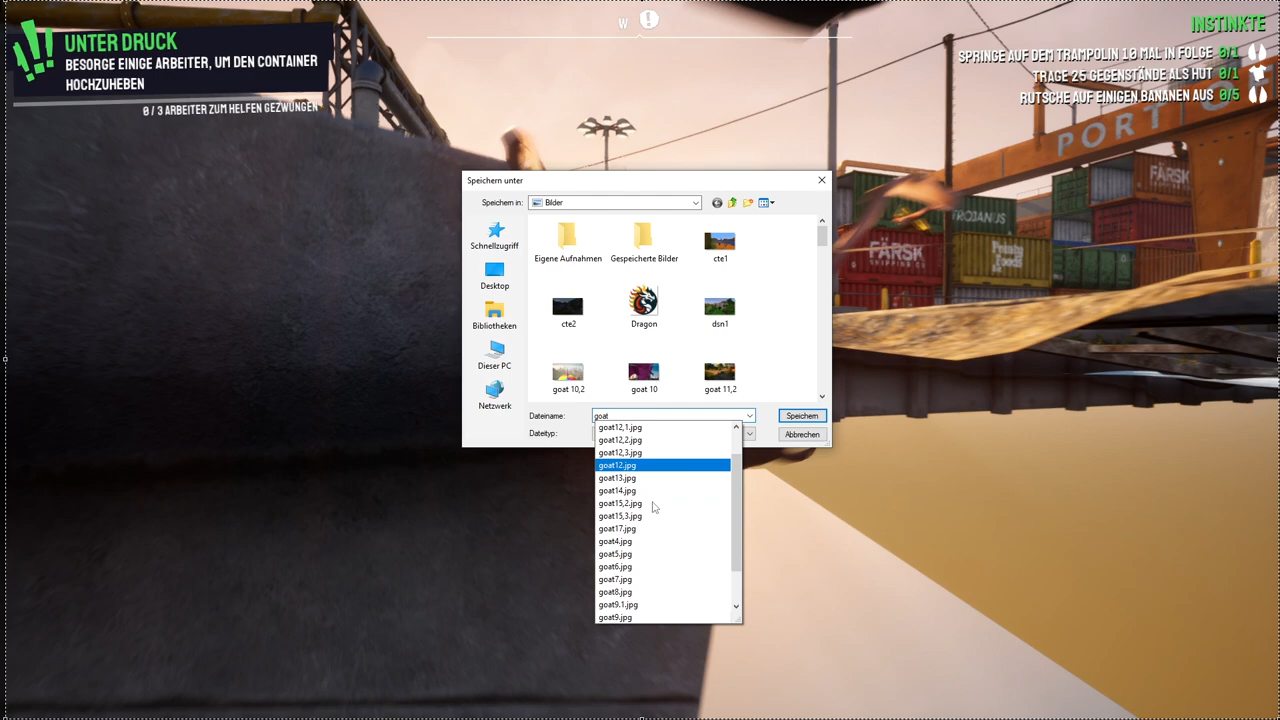 UNTER DRUCK
BESORGE EINIGE ARBEITER, UM DEN CONTAINER
HOCHZUHEBEN
0 / 3 ARBEITER ZUM HELFEN GEZWUNGEN
W
INSTINKTE
SPRINGE AUF DEM TRAMPOLIN 10 MAL IN FOLGE 0/1
TRAGE 25 GEGENSTÄNDE ALS HUT 0/1
RUTSCHE AUF EINIGEN BANANEN AUS 0/5
PORT
FÄRSK
TROJANUS
FÄRSK
SHIPPING CO
Potato
Foods
Speichern unter
Speichern in:
Bilder
Schnellzugriff
Desktop
Bibliotheken
Dieser PC
Netzwerk
Eigene Aufnahmen
Gespeicherte Bilder
cte1
cte2
Dragon
dsn1
goat 10,2
goat 10
goat 11,2
Dateiname:
goat
Speichern
Dateityp:
Abbrechen
goat12,1.jpg
goat12,2.jpg
goat12,3.jpg
goat12.jpg
goat13.jpg
goat14.jpg
goat15,2.jpg
goat15,3.jpg
goat17.jpg
goat4.jpg
goat5.jpg
goat6.jpg
goat7.jpg
goat8.jpg
goat9.1.jpg
goat9.jpg